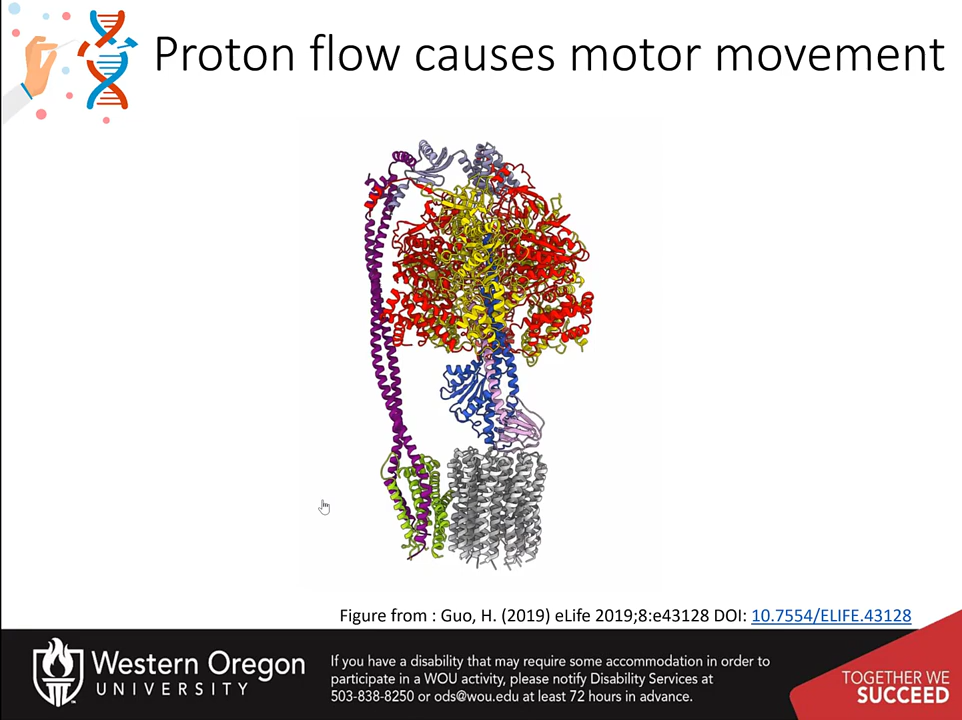 Proton flow causes motor movement
Figure from : Guo, H. (2019) eLife 2019;8:e43128 DOI: 10.7554/ELIFE.43128
Western Oregon
UNIVERSITY
If you have a disability that may require some accommodation in order to
participate in a WOU activity, please notify Disability Services at
503-838-8250 or ods@wou.edu at least 72 hours in advance.
TOGETHER WE
SUCCEED